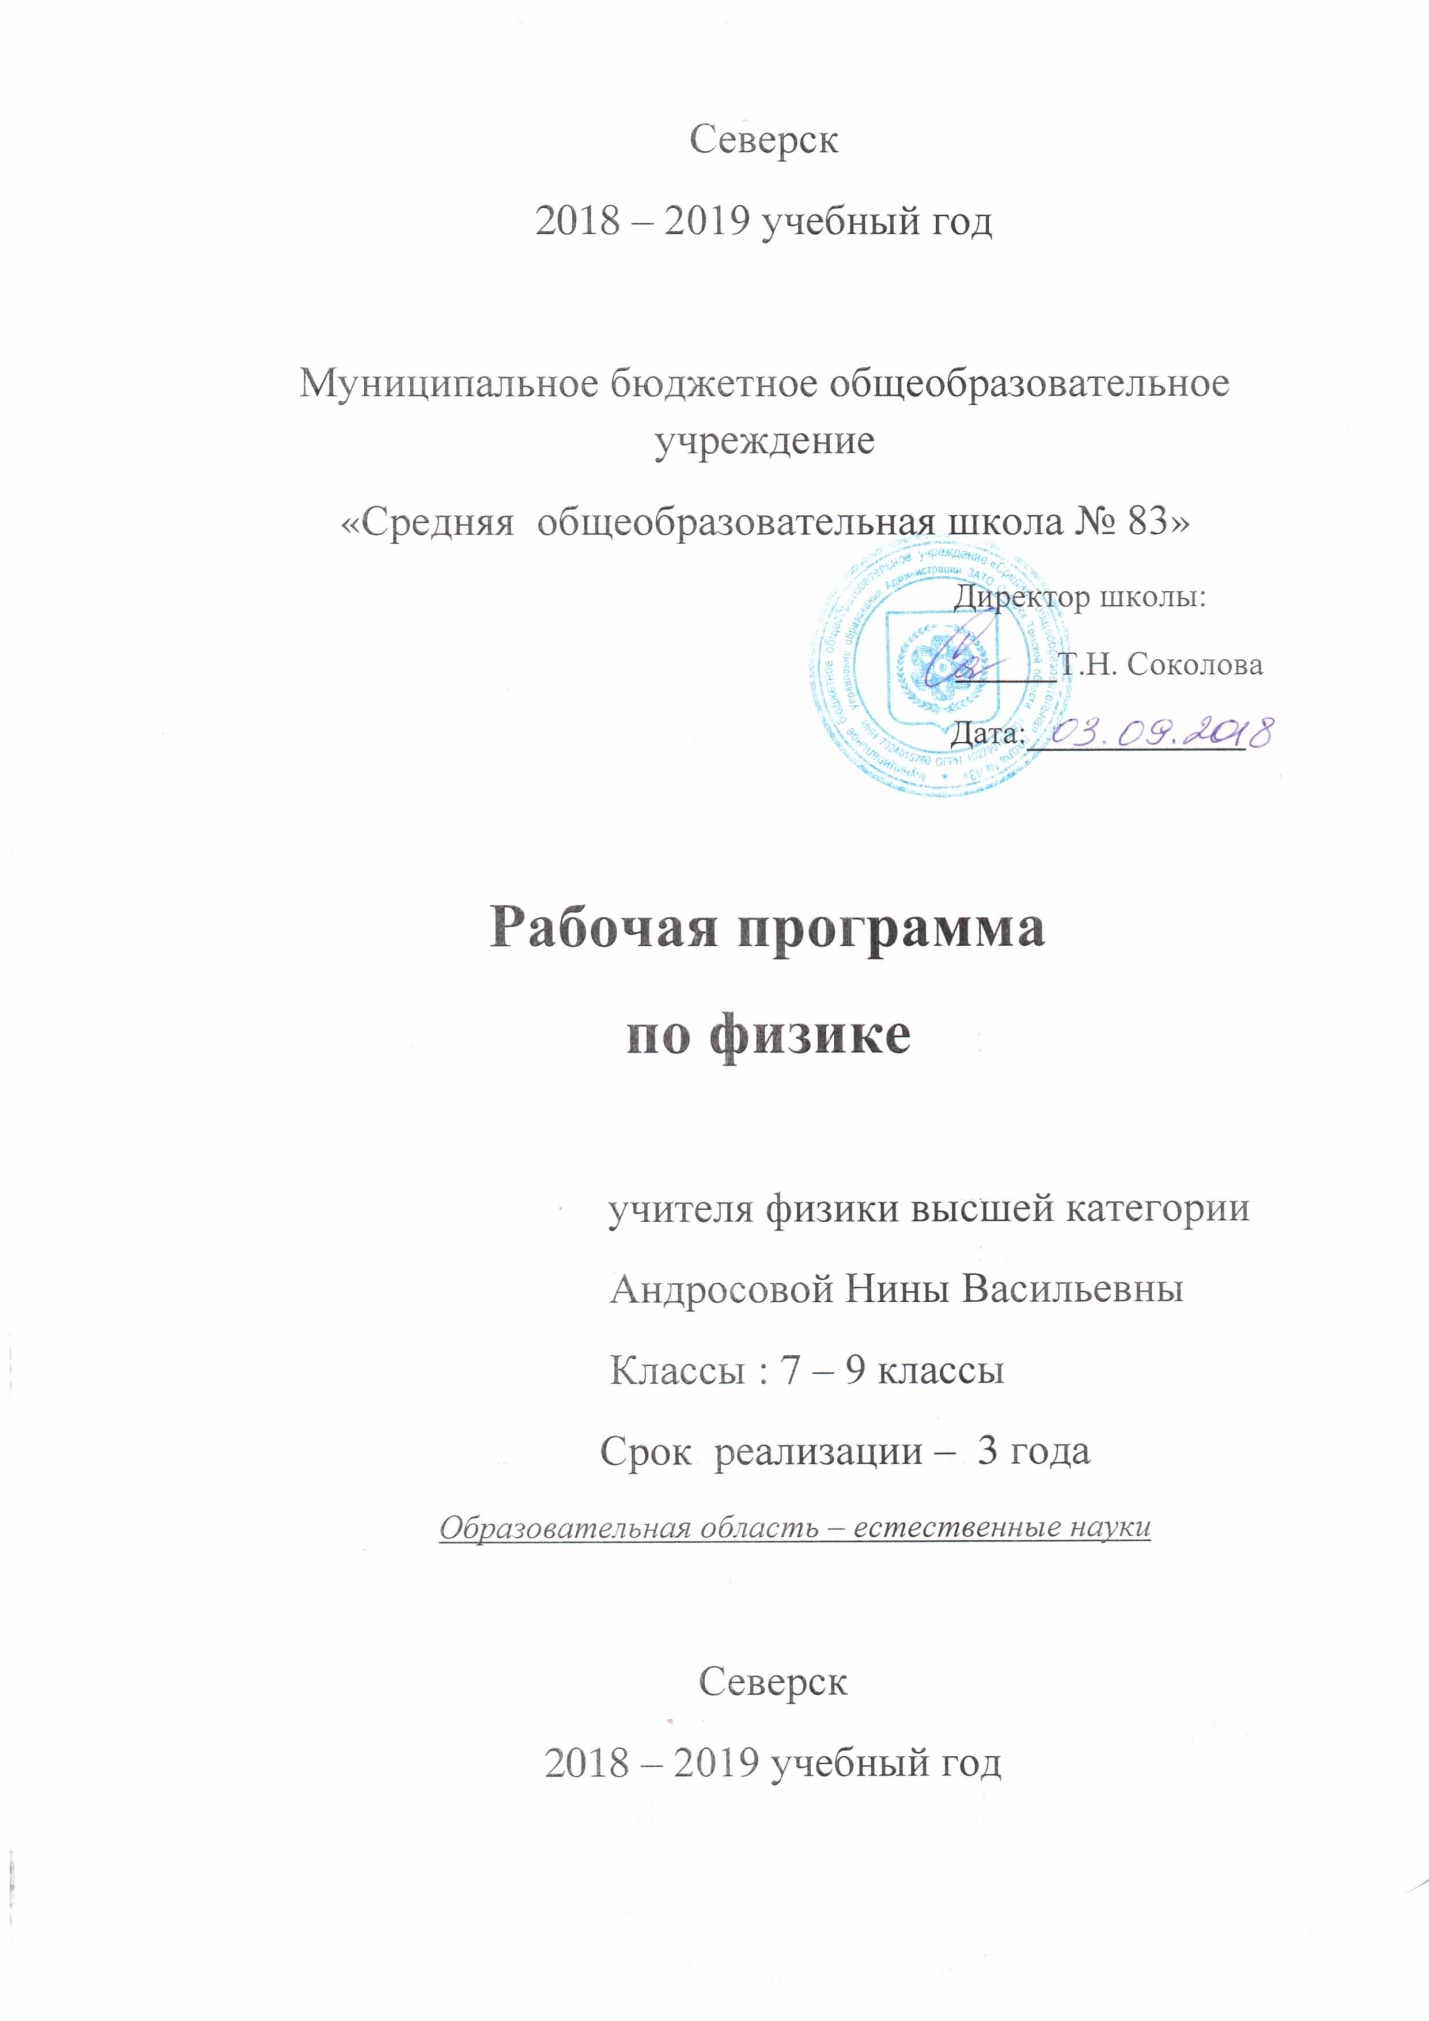 Северск
2018 – 2019 учебный год
Муниципальное бюджетное общеобразовательное
учреждение
«Средняя общеобразовательная школа № 83»
Директор школы:
Т.Н. Соколова
Дата: 03.09.2018
Рабочая программа
по физике
учителя физики высшей категории
Андросовой Нины Васильевны
Классы : 7 – 9 классы
Срок реализации – 3 года
Образовательная область – естественные науки
Северск
2018 – 2019 учебный год